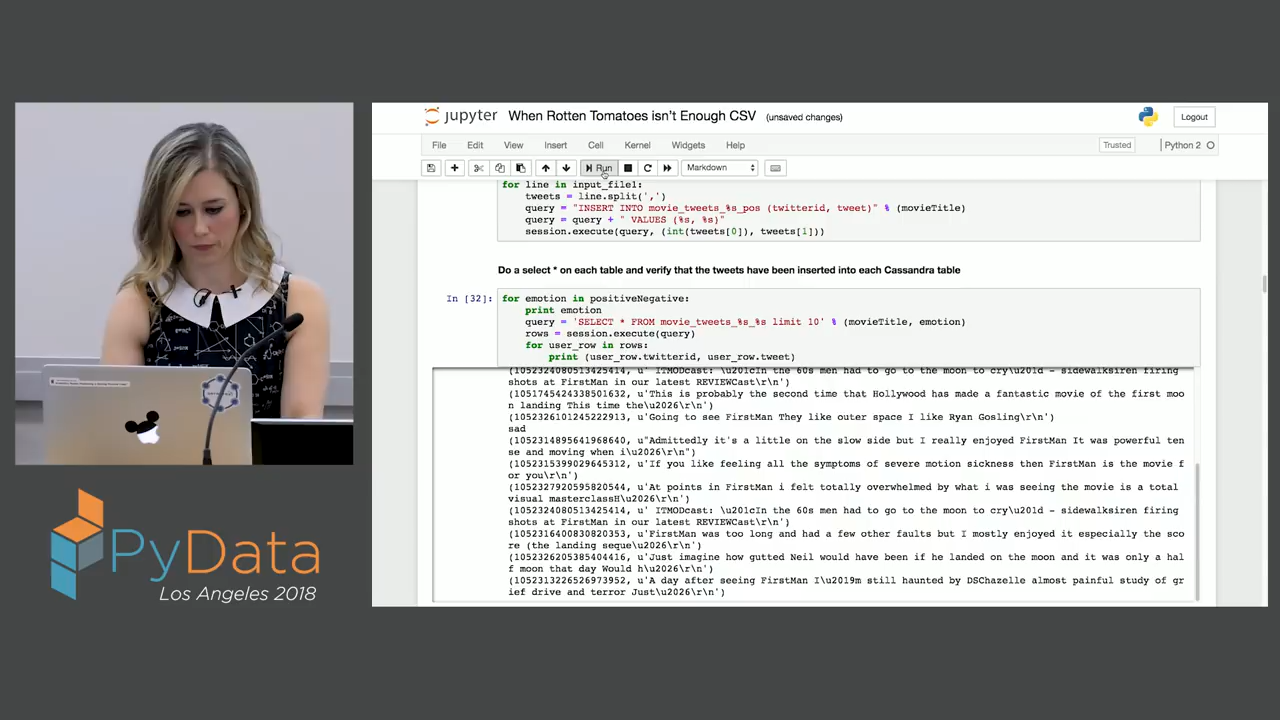 jupyter When Rotten Tomatoes isn't Enough CSV (unsaved changes) Logout
File Edit View Insert Cell Kernel Widgets Help Trusted Python 2
Run Markdown
for line in input_file1:
tweets = line.split(',')
query = "INSERT INTO movie_tweets_%s_pos (twitterid, tweet)" % (movieTitle)
query = query + " VALUES (%s, %s)"
session.execute(query, (int(tweets[0]), tweets[1]))
Do a select * on each table and verify that the tweets have been inserted into each Cassandra table
In [32]: for emotion in positiveNegative:
print emotion
query = 'SELECT * FROM movie_tweets_%s_%s limit 10' % (movieTitle, emotion)
rows = session.execute(query)
for user_row in rows:
print (user_row.twitterid, user_row.tweet)
(1052324080513425414, u' ITMODcast: \u201cIn the 60s men had to go to the moon to cry\u201d - sidewalksiren firing
shots at FirstMan in our latest REVIEWCast\r\n')
(1051745424338501632, u'This is probably the second time that Hollywood has made a fantastic movie of the first moo
n landing This time the\u2026\r\n')
(1052326101245222913, u'Going to see FirstMan They like outer space I like Ryan Gosling\r\n')
sad
(1052314895641968640, u"Admittedly it's a little on the slow side but I really enjoyed FirstMan It was powerful ten
se and moving when i\u2026\r\n")
(1052315399029645312, u'If you like feeling all the symptoms of severe motion sickness then FirstMan is the movie f
or you\r\n')
(1052327920595820544, u'At points in FirstMan i felt totally overwhelmed by what i was seeing the movie is a total
visual masterclass‼\u2026\r\n')
(1052324080513425414, u' ITMODcast: \u201cIn the 60s men had to go to the moon to cry\u201d - sidewalksiren firing
shots at FirstMan in our latest REVIEWCast\r\n')
(1052316400830820353, u'FirstMan was too long and had a few other faults but I mostly enjoyed it especially the sco
re (the landing seque\u2026\r\n')
(1052326205385404416, u'Just imagine how gutted Neil would have been if he landed on the moon and it was only a hal
f moon that day Would h\u2026\r\n')
(1052313226526973952, u'A day after seeing FirstMan I\u2019m still haunted by DSChazelle almost painful study of gr
ief drive and terror Just\u2026\r\n')
PyData
Los Angeles 2018